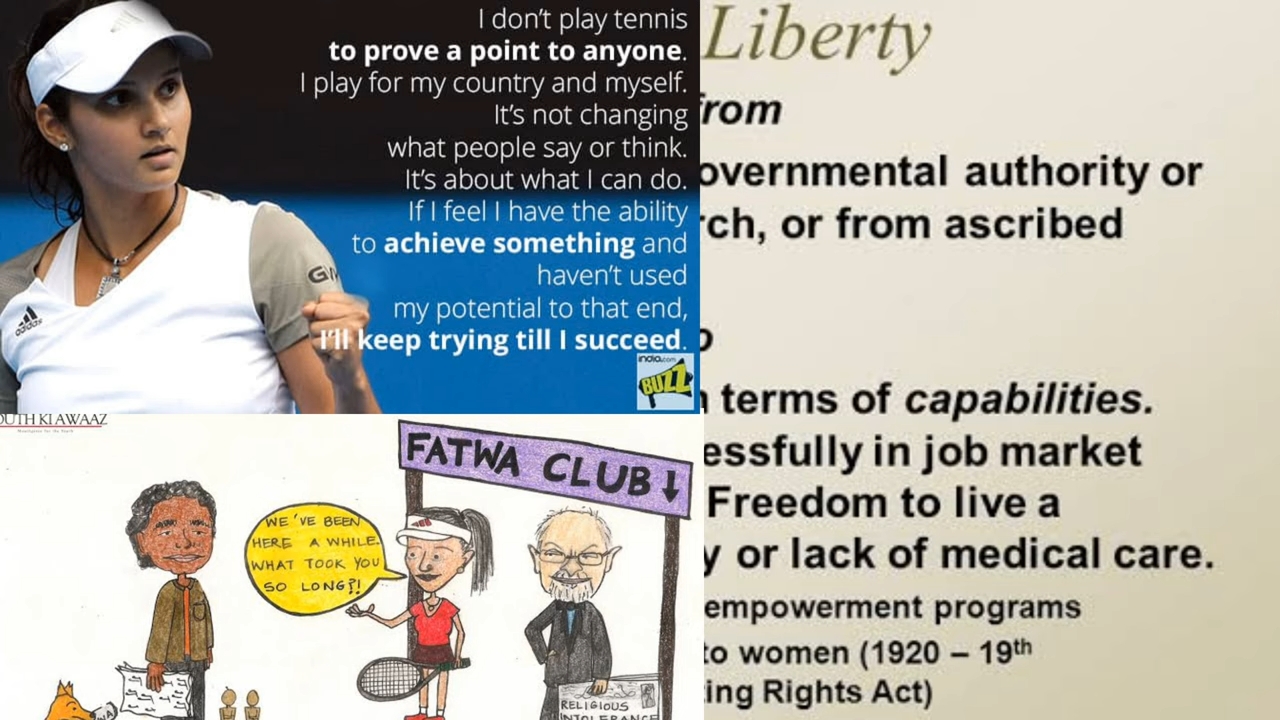 I don't play tennis
to prove a point to anyone.
I play for my country and myself.
It's not changing
what people say or think.
It's about what I can do.
If I feel I have the ability
to achieve something and
haven't used
my potential to that end,
I'll keep trying till I succeed.
india.com
BUZZ
adidas
OUTH KI AWAAZ
FATWA CLUB ↓
WE'VE BEEN
HERE A WHILE.
WHAT TOOK YOU
SO LONG?!
RELIGIOUS
INTOLERANCE
Liberty
from
overnmental authority or
rch, or from ascribed
o
n terms of capabilities.
essfully in job market
Freedom to live a
y or lack of medical care.
empowerment programs
to women (1920 – 19th
ing Rights Act)